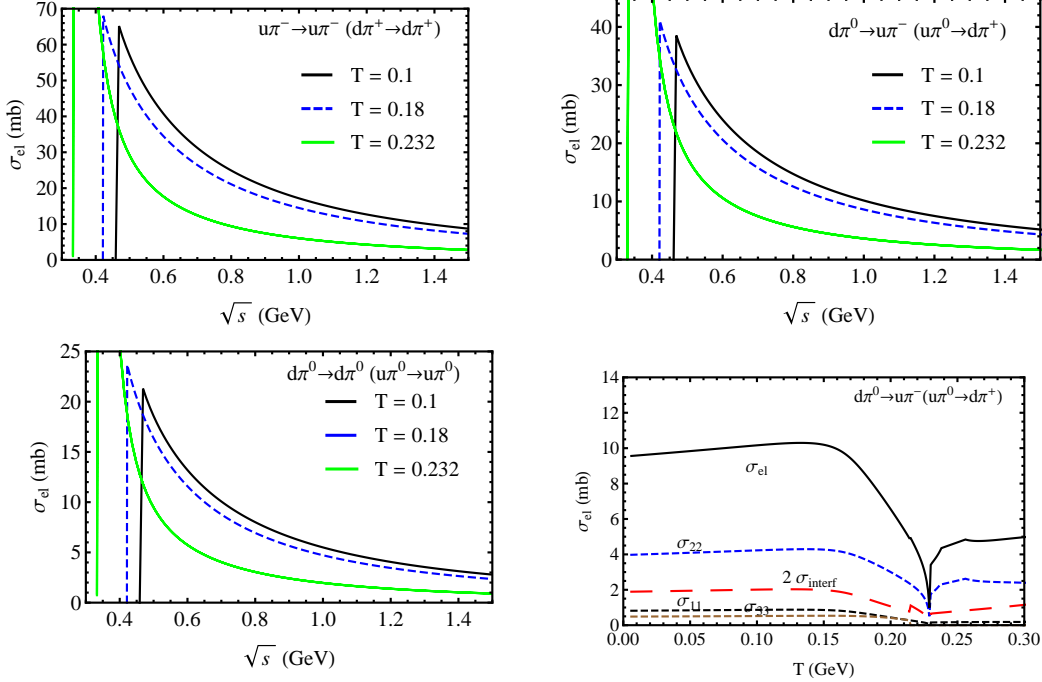 uπ⁻→uπ⁻ (dπ⁺→dπ⁺)
T = 0.1
T = 0.18
T = 0.232
σel (mb)
70
60
50
40
30
20
10
0
0.4 0.6 0.8 1.0 1.2 1.4
√s (GeV)
dπ⁰→uπ⁻ (uπ⁰→dπ⁺)
T = 0.1
T = 0.18
T = 0.232
σel (mb)
40
30
20
10
0
0.4 0.6 0.8 1.0 1.2 1.4
√s (GeV)
dπ⁰→dπ⁰ (uπ⁰→uπ⁰)
T = 0.1
T = 0.18
T = 0.232
σel (mb)
25
20
15
10
5
0
0.4 0.6 0.8 1.0 1.2 1.4
√s (GeV)
dπ⁰→uπ⁻(uπ⁰→dπ⁺)
σel (mb)
14
12
10
8
6
4
2
0
σel
σ22
2 σinterf
σ11
σ33
0.00 0.05 0.10 0.15 0.20 0.25 0.30
T (GeV)